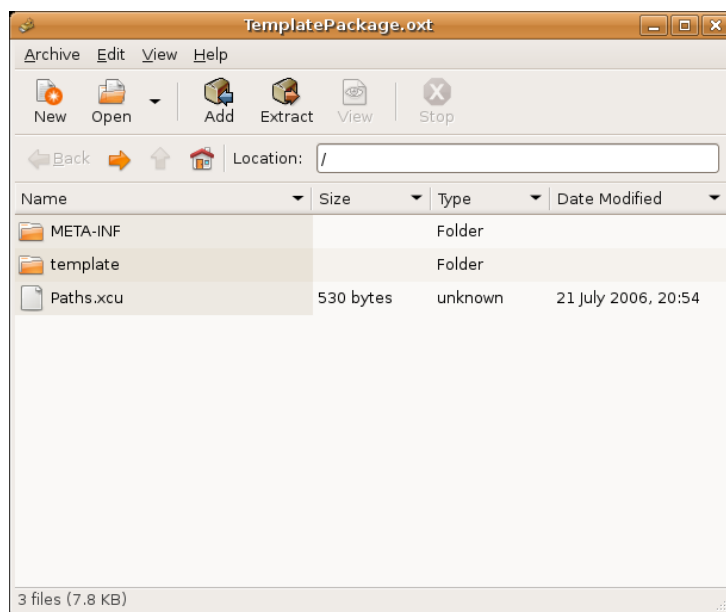 TemplatePackage.oxt
Archive Edit View Help
New Open Add Extract View Stop
Back Location: /
Name Size Type Date Modified
META-INF Folder
template Folder
Paths.xcu 530 bytes unknown 21 July 2006, 20:54
3 files (7.8 KB)